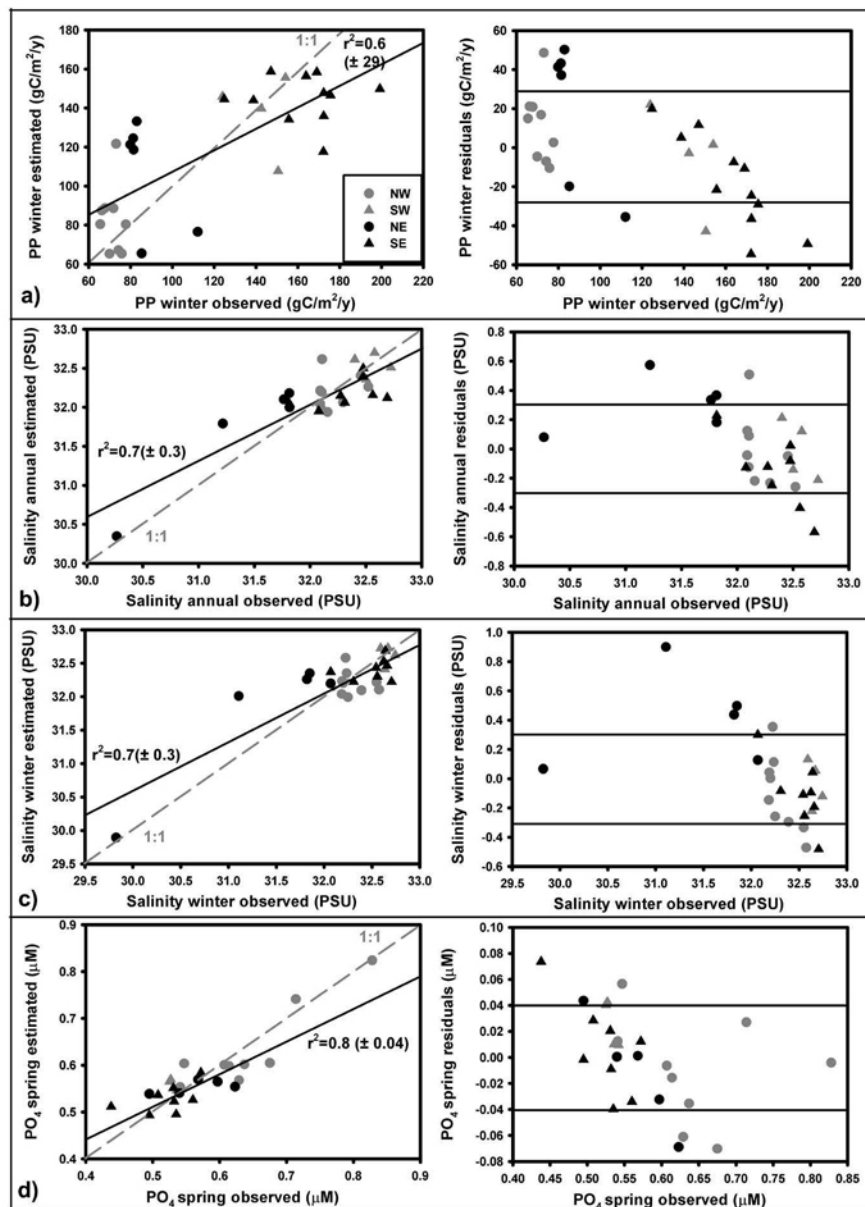 180
160
140
120
100
80
60
PP winter estimated (gC/m²/y)
1:1
r²=0.6
(± 29)
NW
SW
NE
SE
60 80 100 120 140 160 180 200 220
PP winter observed (gC/m²/y)
a)
60
40
20
0
-20
-40
-60
PP winter residuals (gC/m²/y)
60 80 100 120 140 160 180 200 220
PP winter observed (gC/m²/y)
33.0
32.5
32.0
31.5
31.0
30.5
30.0
Salinity annual estimated (PSU)
r²=0.7(± 0.3)
1:1
30.0 30.5 31.0 31.5 32.0 32.5 33.0
Salinity annual observed (PSU)
b)
0.8
0.6
0.4
0.2
0.0
-0.2
-0.4
-0.6
-0.8
Salinity annual residuals (PSU)
30.0 30.5 31.0 31.5 32.0 32.5 33.0
Salinity annual observed (PSU)
33.0
32.5
32.0
31.5
31.0
30.5
30.0
29.5
Salinity winter estimated (PSU)
r²=0.7(± 0.3)
1:1
29.5 30.0 30.5 31.0 31.5 32.0 32.5 33.0
Salinity winter observed (PSU)
c)
1.0
0.8
0.6
0.4
0.2
0.0
-0.2
-0.4
-0.6
Salinity winter residuals (PSU)
29.5 30.0 30.5 31.0 31.5 32.0 32.5 33.0
Salinity winter observed (PSU)
0.9
0.8
0.7
0.6
0.5
0.4
PO₄ spring estimated (µM)
1:1
r²=0.8 (± 0.04)
0.4 0.5 0.6 0.7 0.8 0.9
PO₄ spring observed (µM)
d)
0.10
0.08
0.06
0.04
0.02
0.00
-0.02
-0.04
-0.06
-0.08
PO₄ spring residuals (µM)
0.40 0.45 0.50 0.55 0.60 0.65 0.70 0.75 0.80 0.85
PO₄ spring observed (µM)